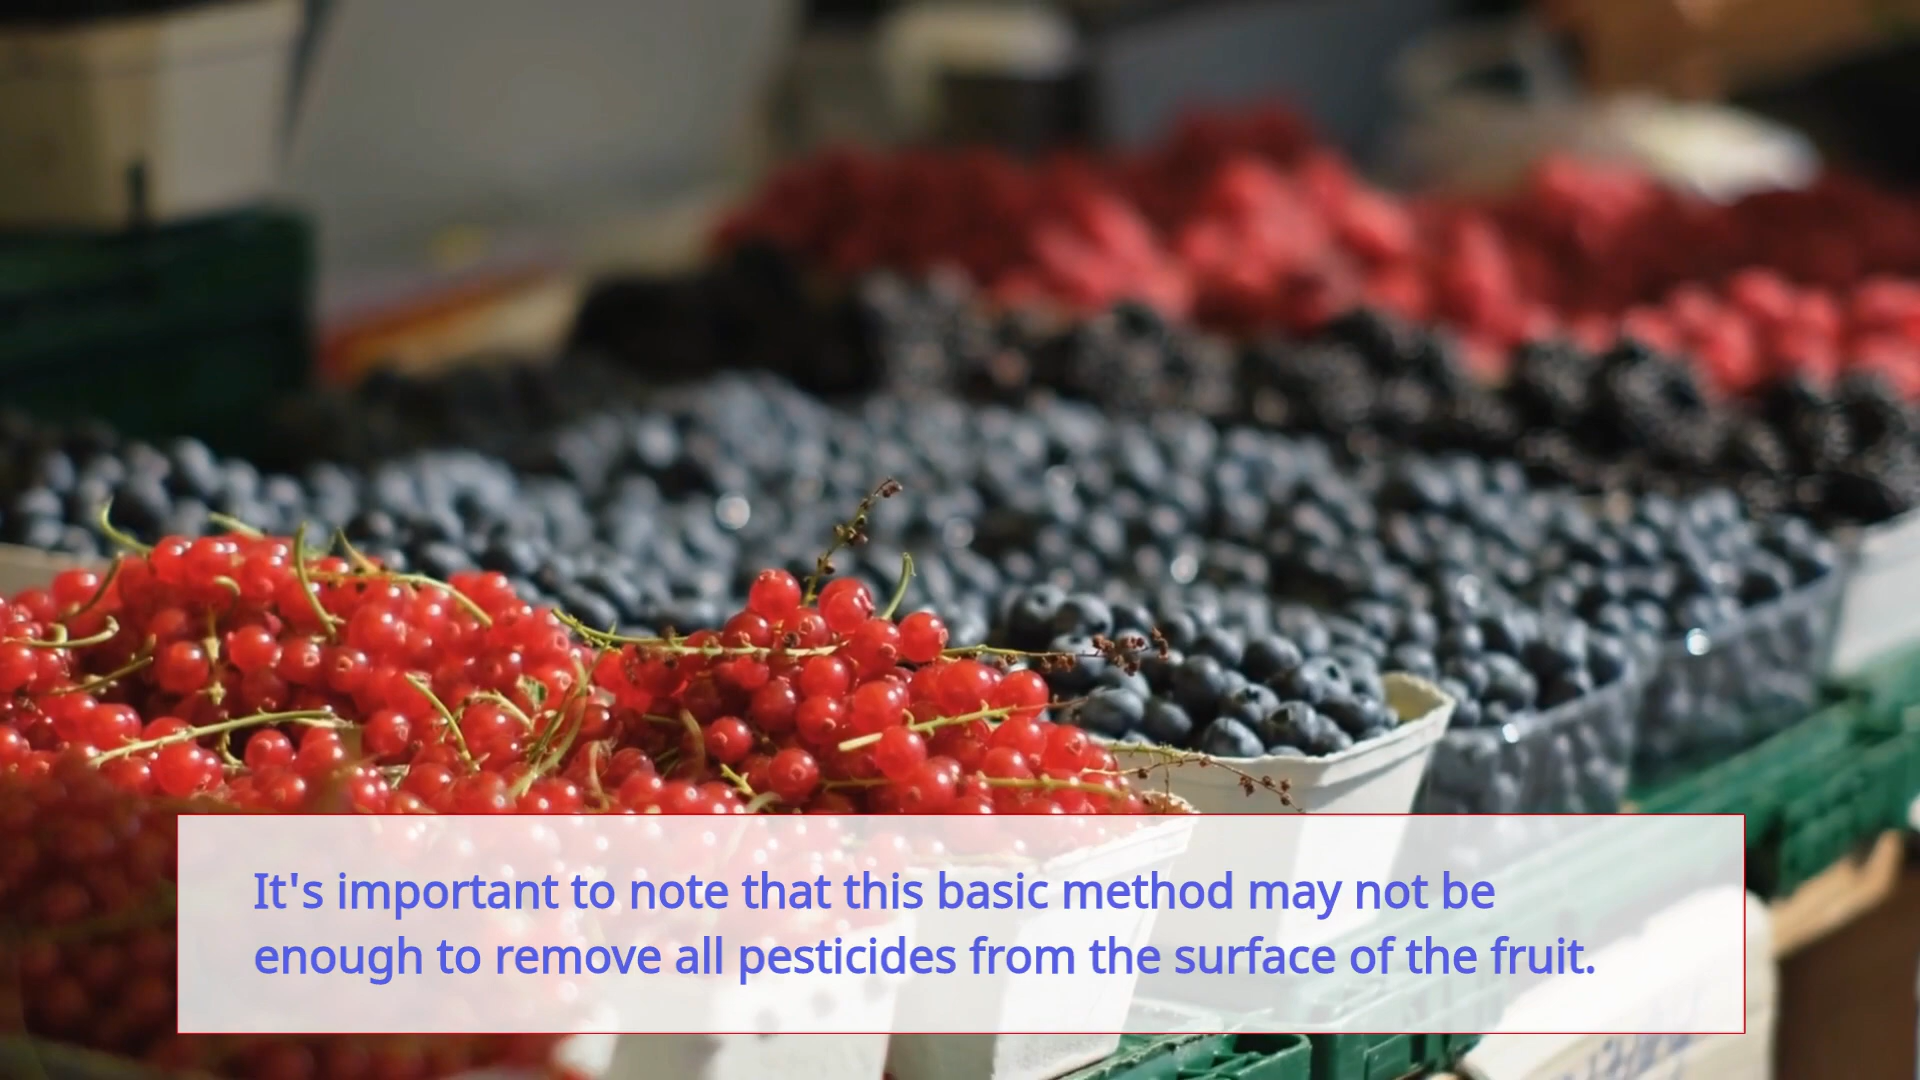 It's important to note that this basic method may not be
enough to remove all pesticides from the surface of the fruit.